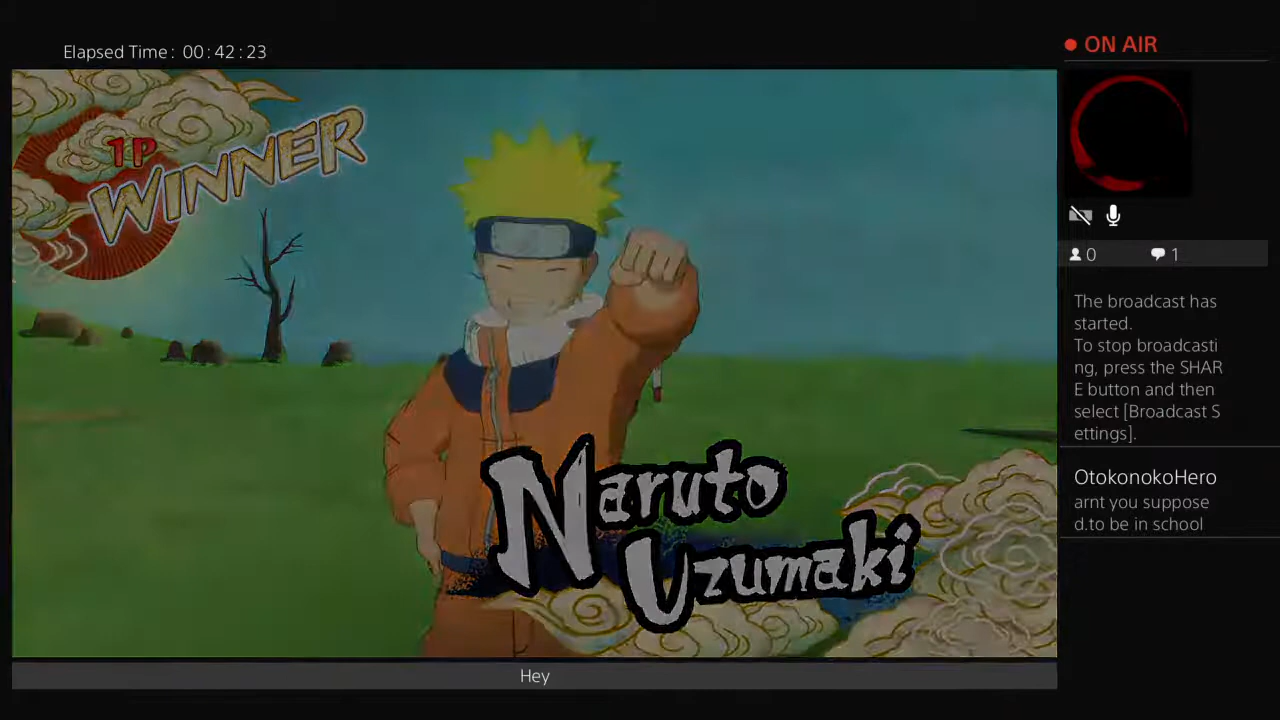 Elapsed Time: 00:42:23
ON AIR
1P
WINNER
0 1
The broadcast has
started.
To stop broadcasti
ng, press the SHAR
E button and then
select [Broadcast S
ettings].
OtokonokoHero
arnt you suppose
d.to be in school
Naruto
Uzumaki
Hey